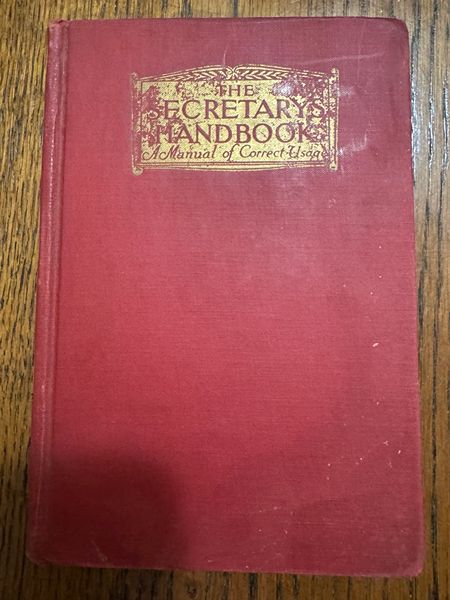 THE
SECRETARY'S
HANDBOOK
A Manual of Correct Usage